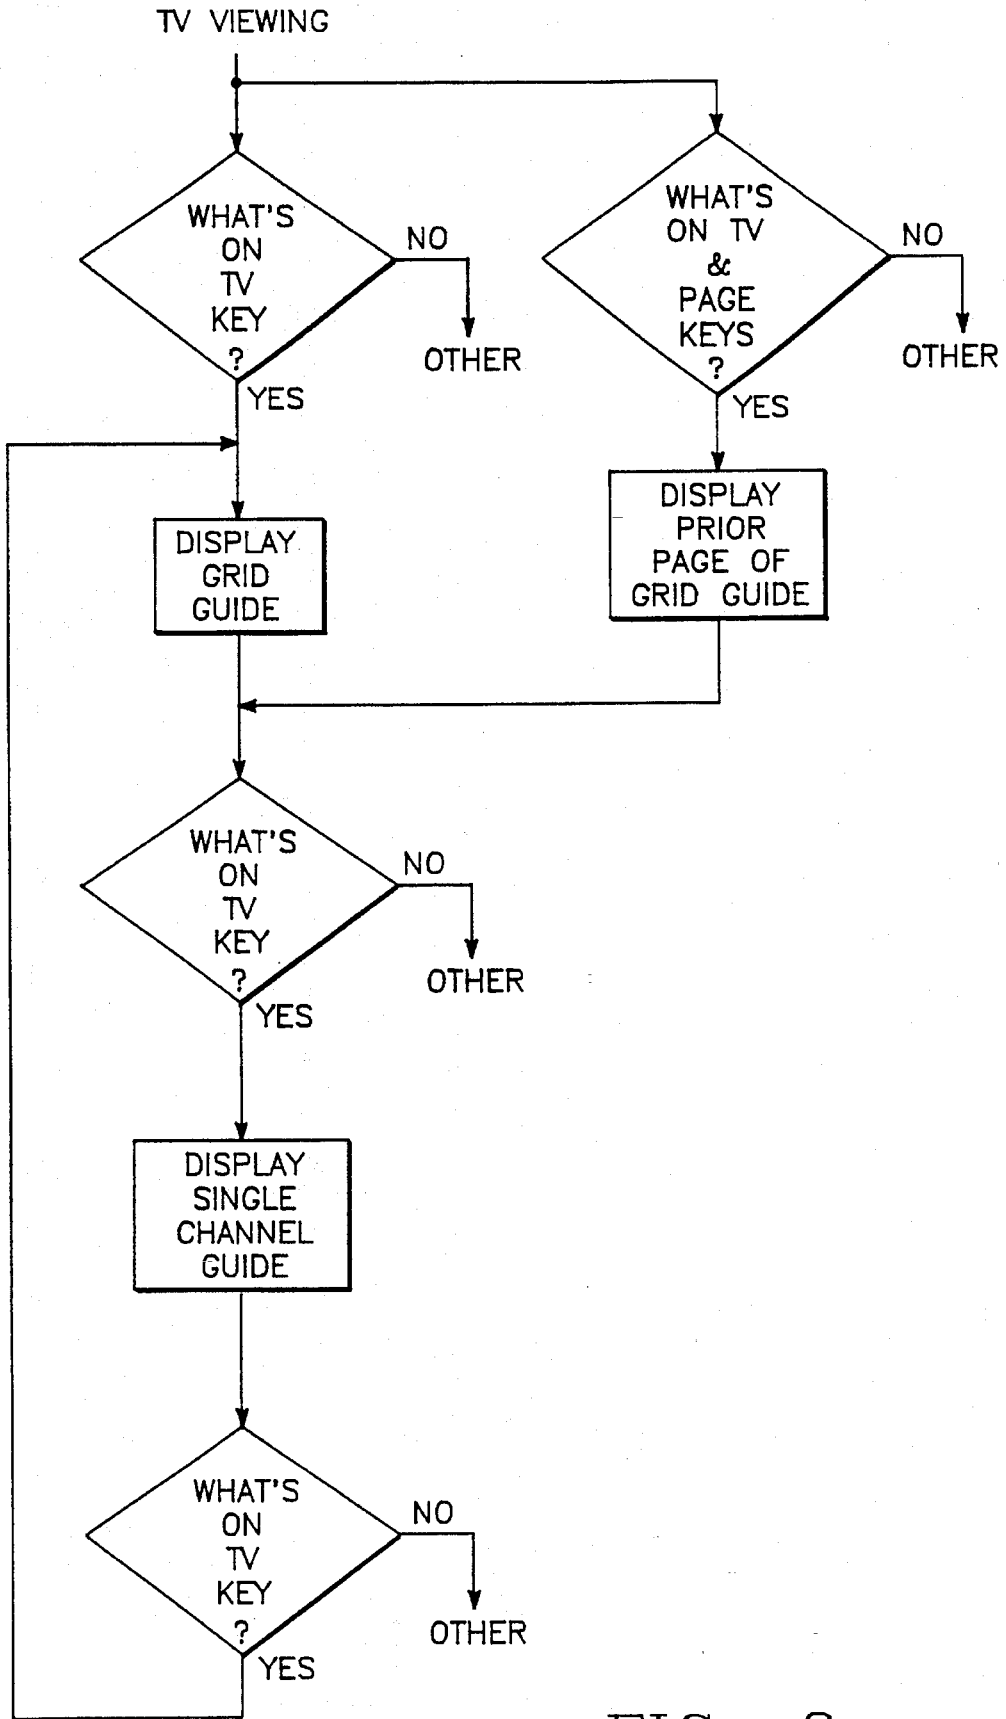 TV VIEWING
WHAT'S
ON
TV
KEY
?
NO
OTHER
YES
WHAT'S
ON TV
&
PAGE
KEYS
?
NO
OTHER
YES
DISPLAY
GRID
GUIDE
DISPLAY
PRIOR
PAGE OF
GRID GUIDE
WHAT'S
ON
TV
KEY
?
NO
OTHER
YES
DISPLAY
SINGLE
CHANNEL
GUIDE
WHAT'S
ON
TV
KEY
?
NO
OTHER
YES